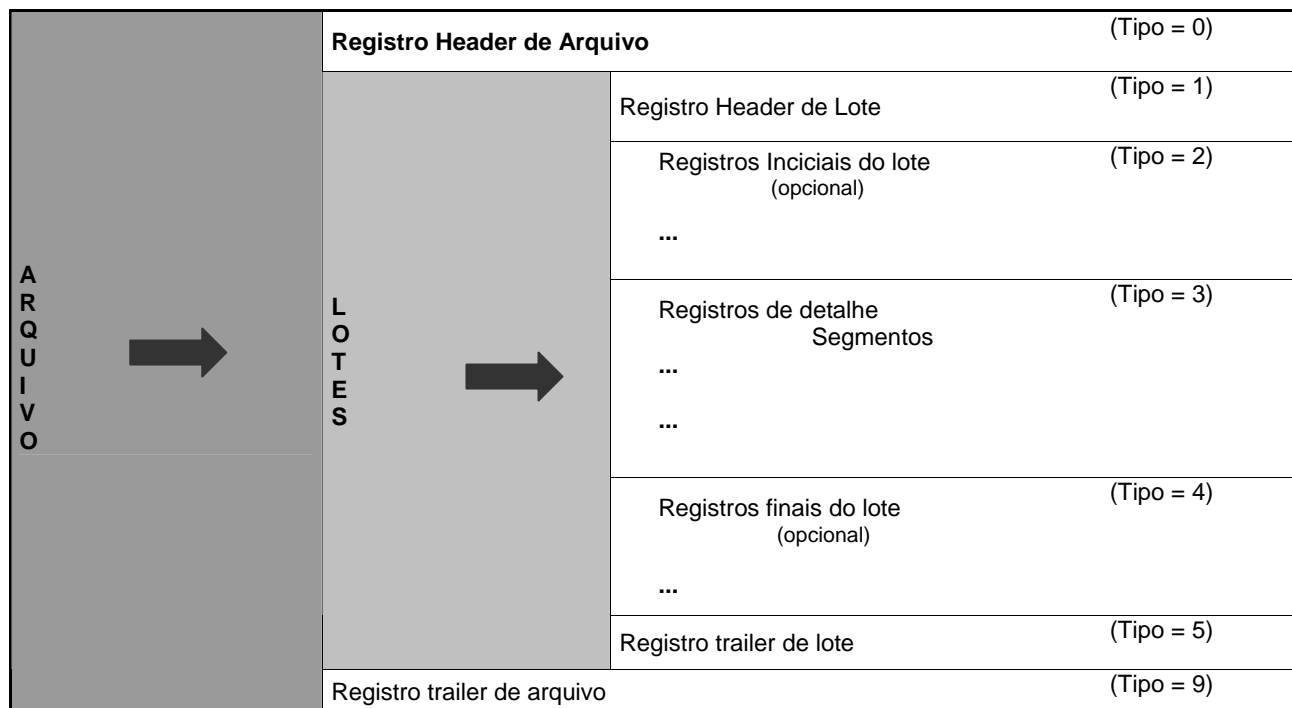 Registro Header de Arquivo (Tipo = 0)
Registro Header de Lote (Tipo = 1)
Registros Inciciais do lote (Tipo = 2)
(opcional)
...
A
R
Q
U
I
V
O
L
O
T
E
S
Registros de detalhe (Tipo = 3)
Segmentos
...
...
Registros finais do lote (Tipo = 4)
(opcional)
...
Registro trailer de lote (Tipo = 5)
Registro trailer de arquivo (Tipo = 9)